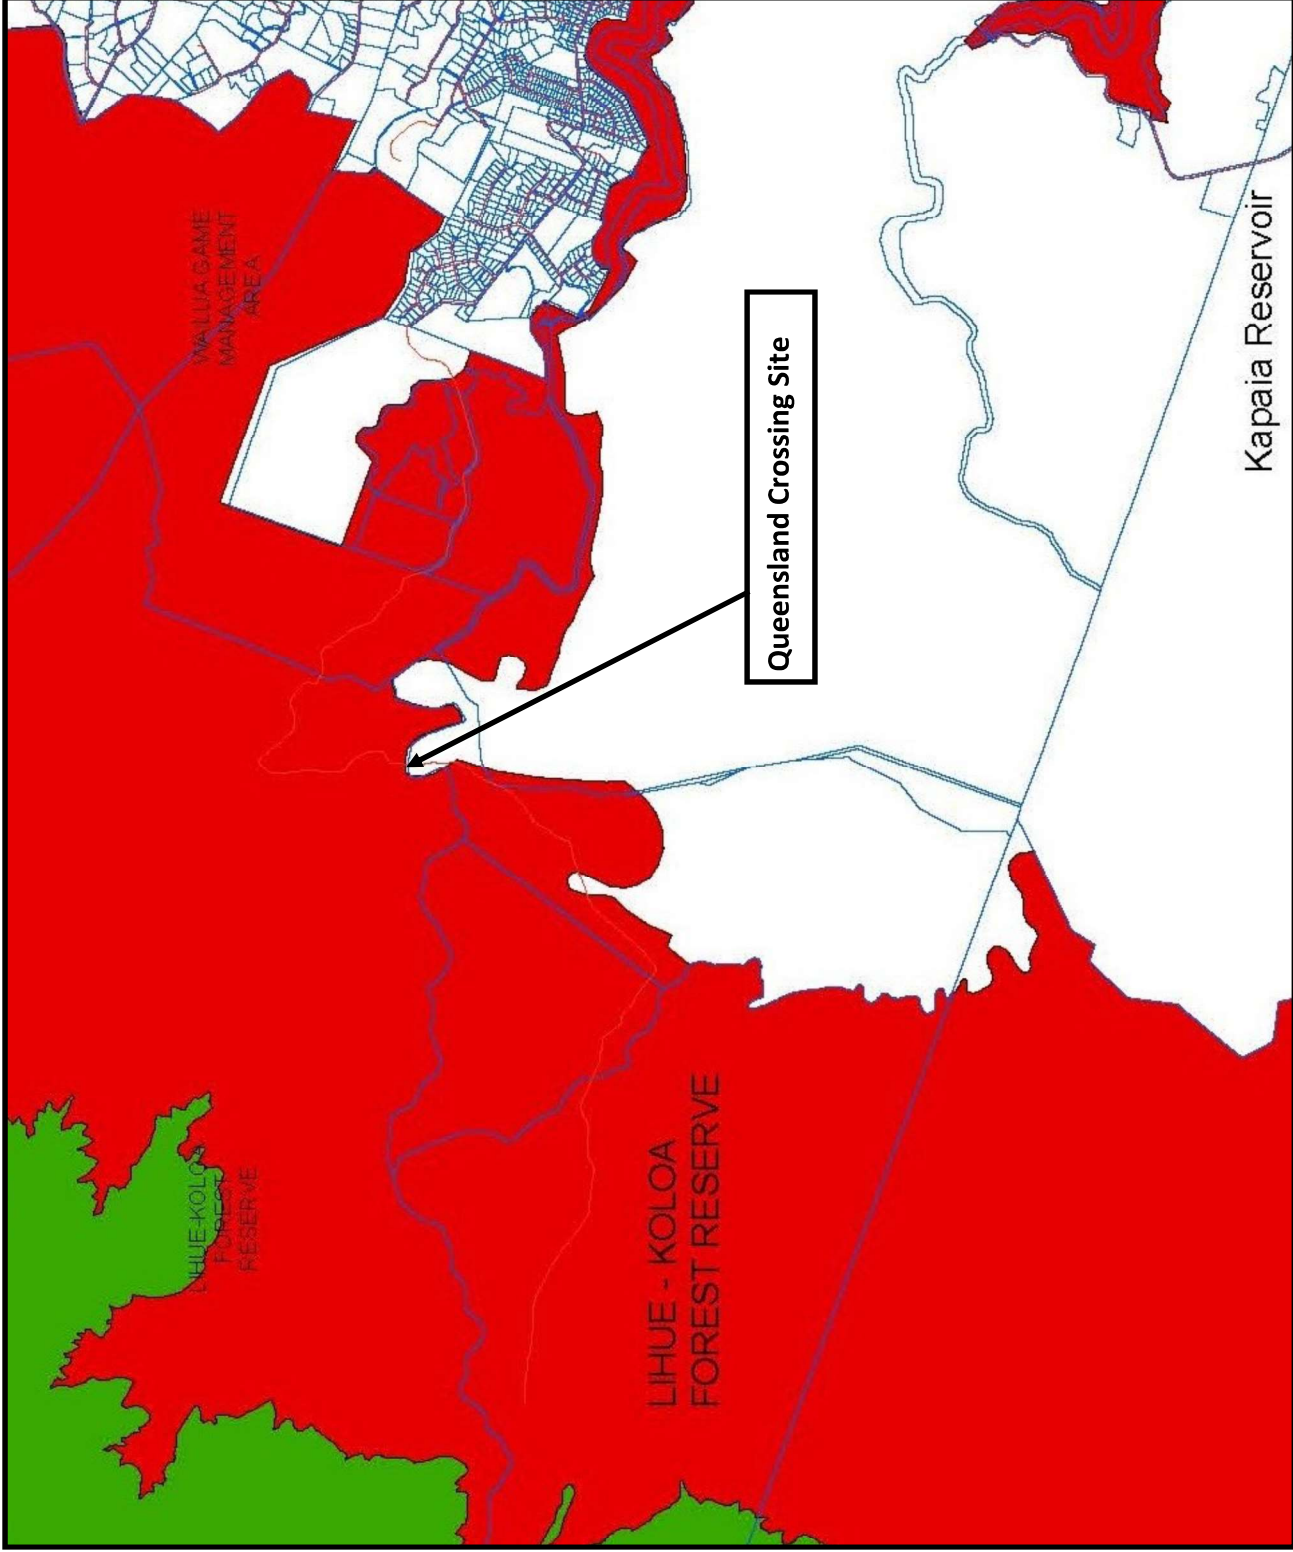 WAILUA GAME
MANAGEMENT
AREA
Queensland Crossing Site
Kapaia Reservoir
LIHUE-KOLOA
FOREST
RESERVE
LIHUE - KOLOA
FOREST RESERVE